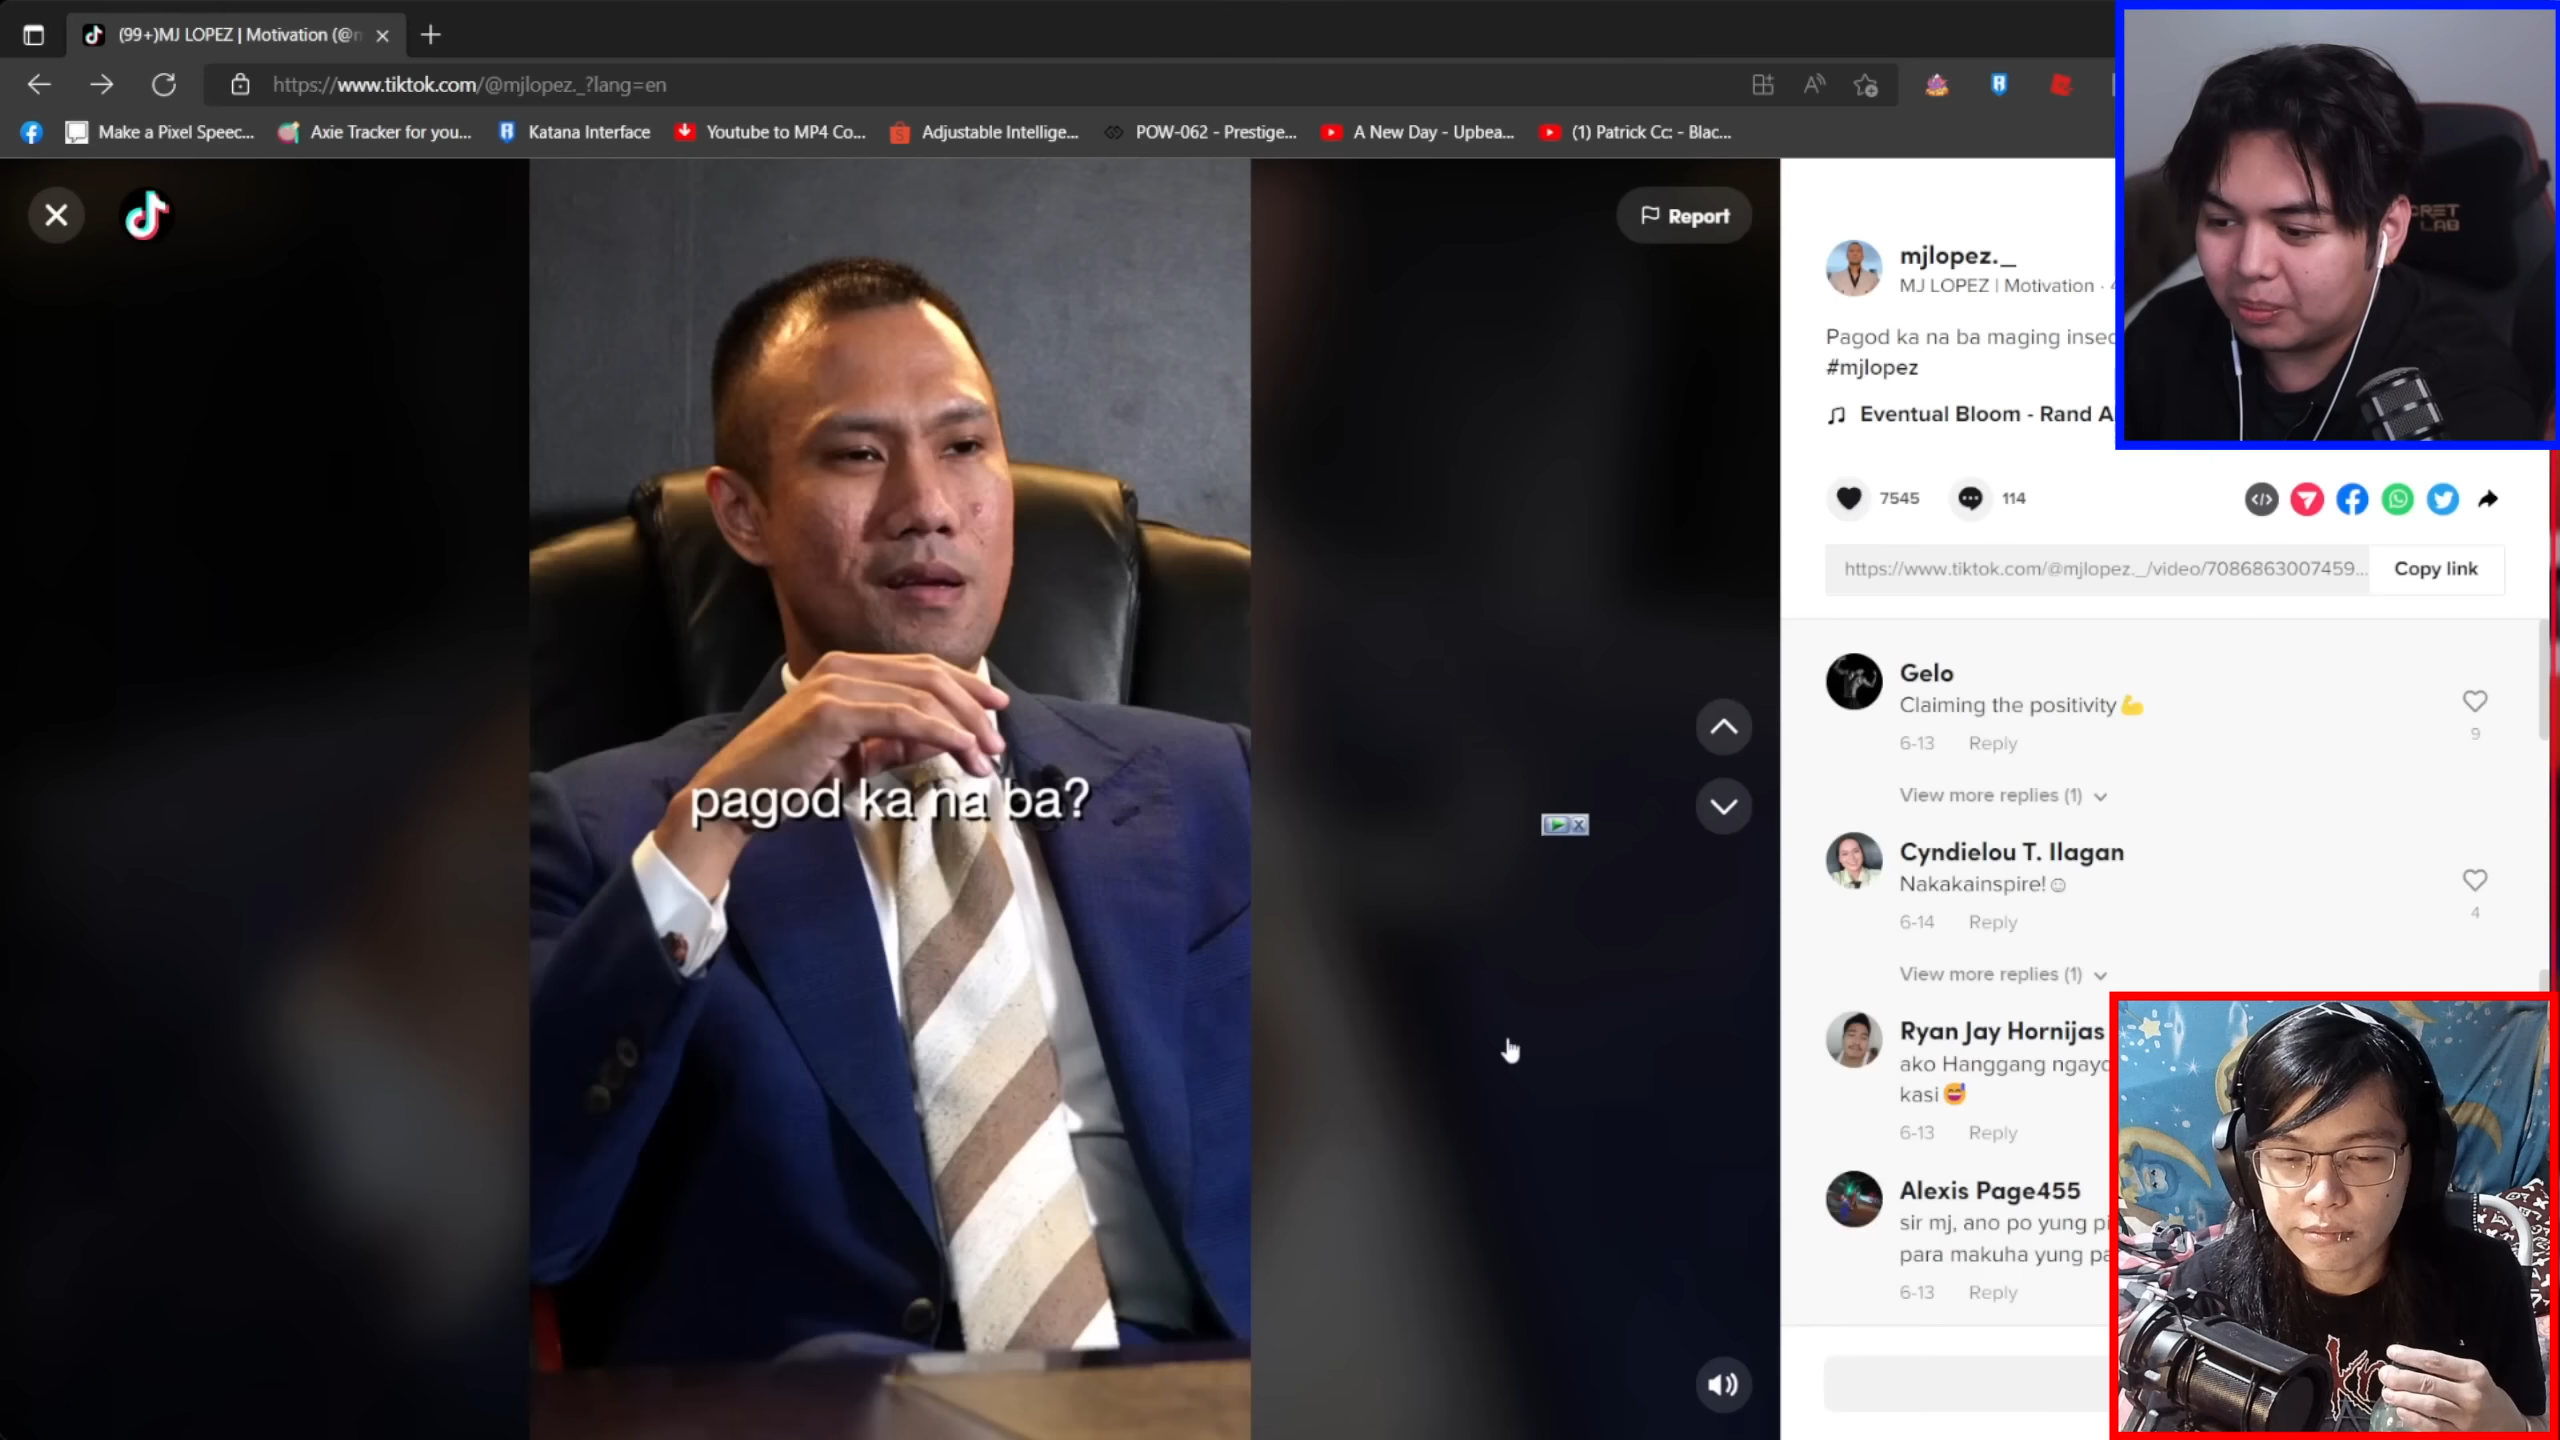 (99+)MJ LOPEZ | Motivation (@m
https://www.tiktok.com/@mjlopez._?lang=en
Make a Pixel Speec...
Axie Tracker for you...
Katana Interface
Youtube to MP4 Co...
Adjustable Intellige...
POW-062 - Prestige...
A New Day - Upbea...
(1) Patrick Cc: - Blac...
Report
pagod ka na ba?
mjlopez._
MJ LOPEZ | Motivation ·
Pagod ka na ba maging insec
#mjlopez
Eventual Bloom - Rand A
7545
114
https://www.tiktok.com/@mjlopez._/video/7086863007459...
Copy link
Gelo
Claiming the positivity💪
6-13 Reply
9
View more replies (1)
Cyndielou T. Ilagan
Nakakainspire!☺
6-14 Reply
4
View more replies (1)
Ryan Jay Hornijas
ako Hanggang ngayo
kasi😅
6-13 Reply
Alexis Page455
sir mj, ano po yung pi
para makuha yung pa
6-13 Reply